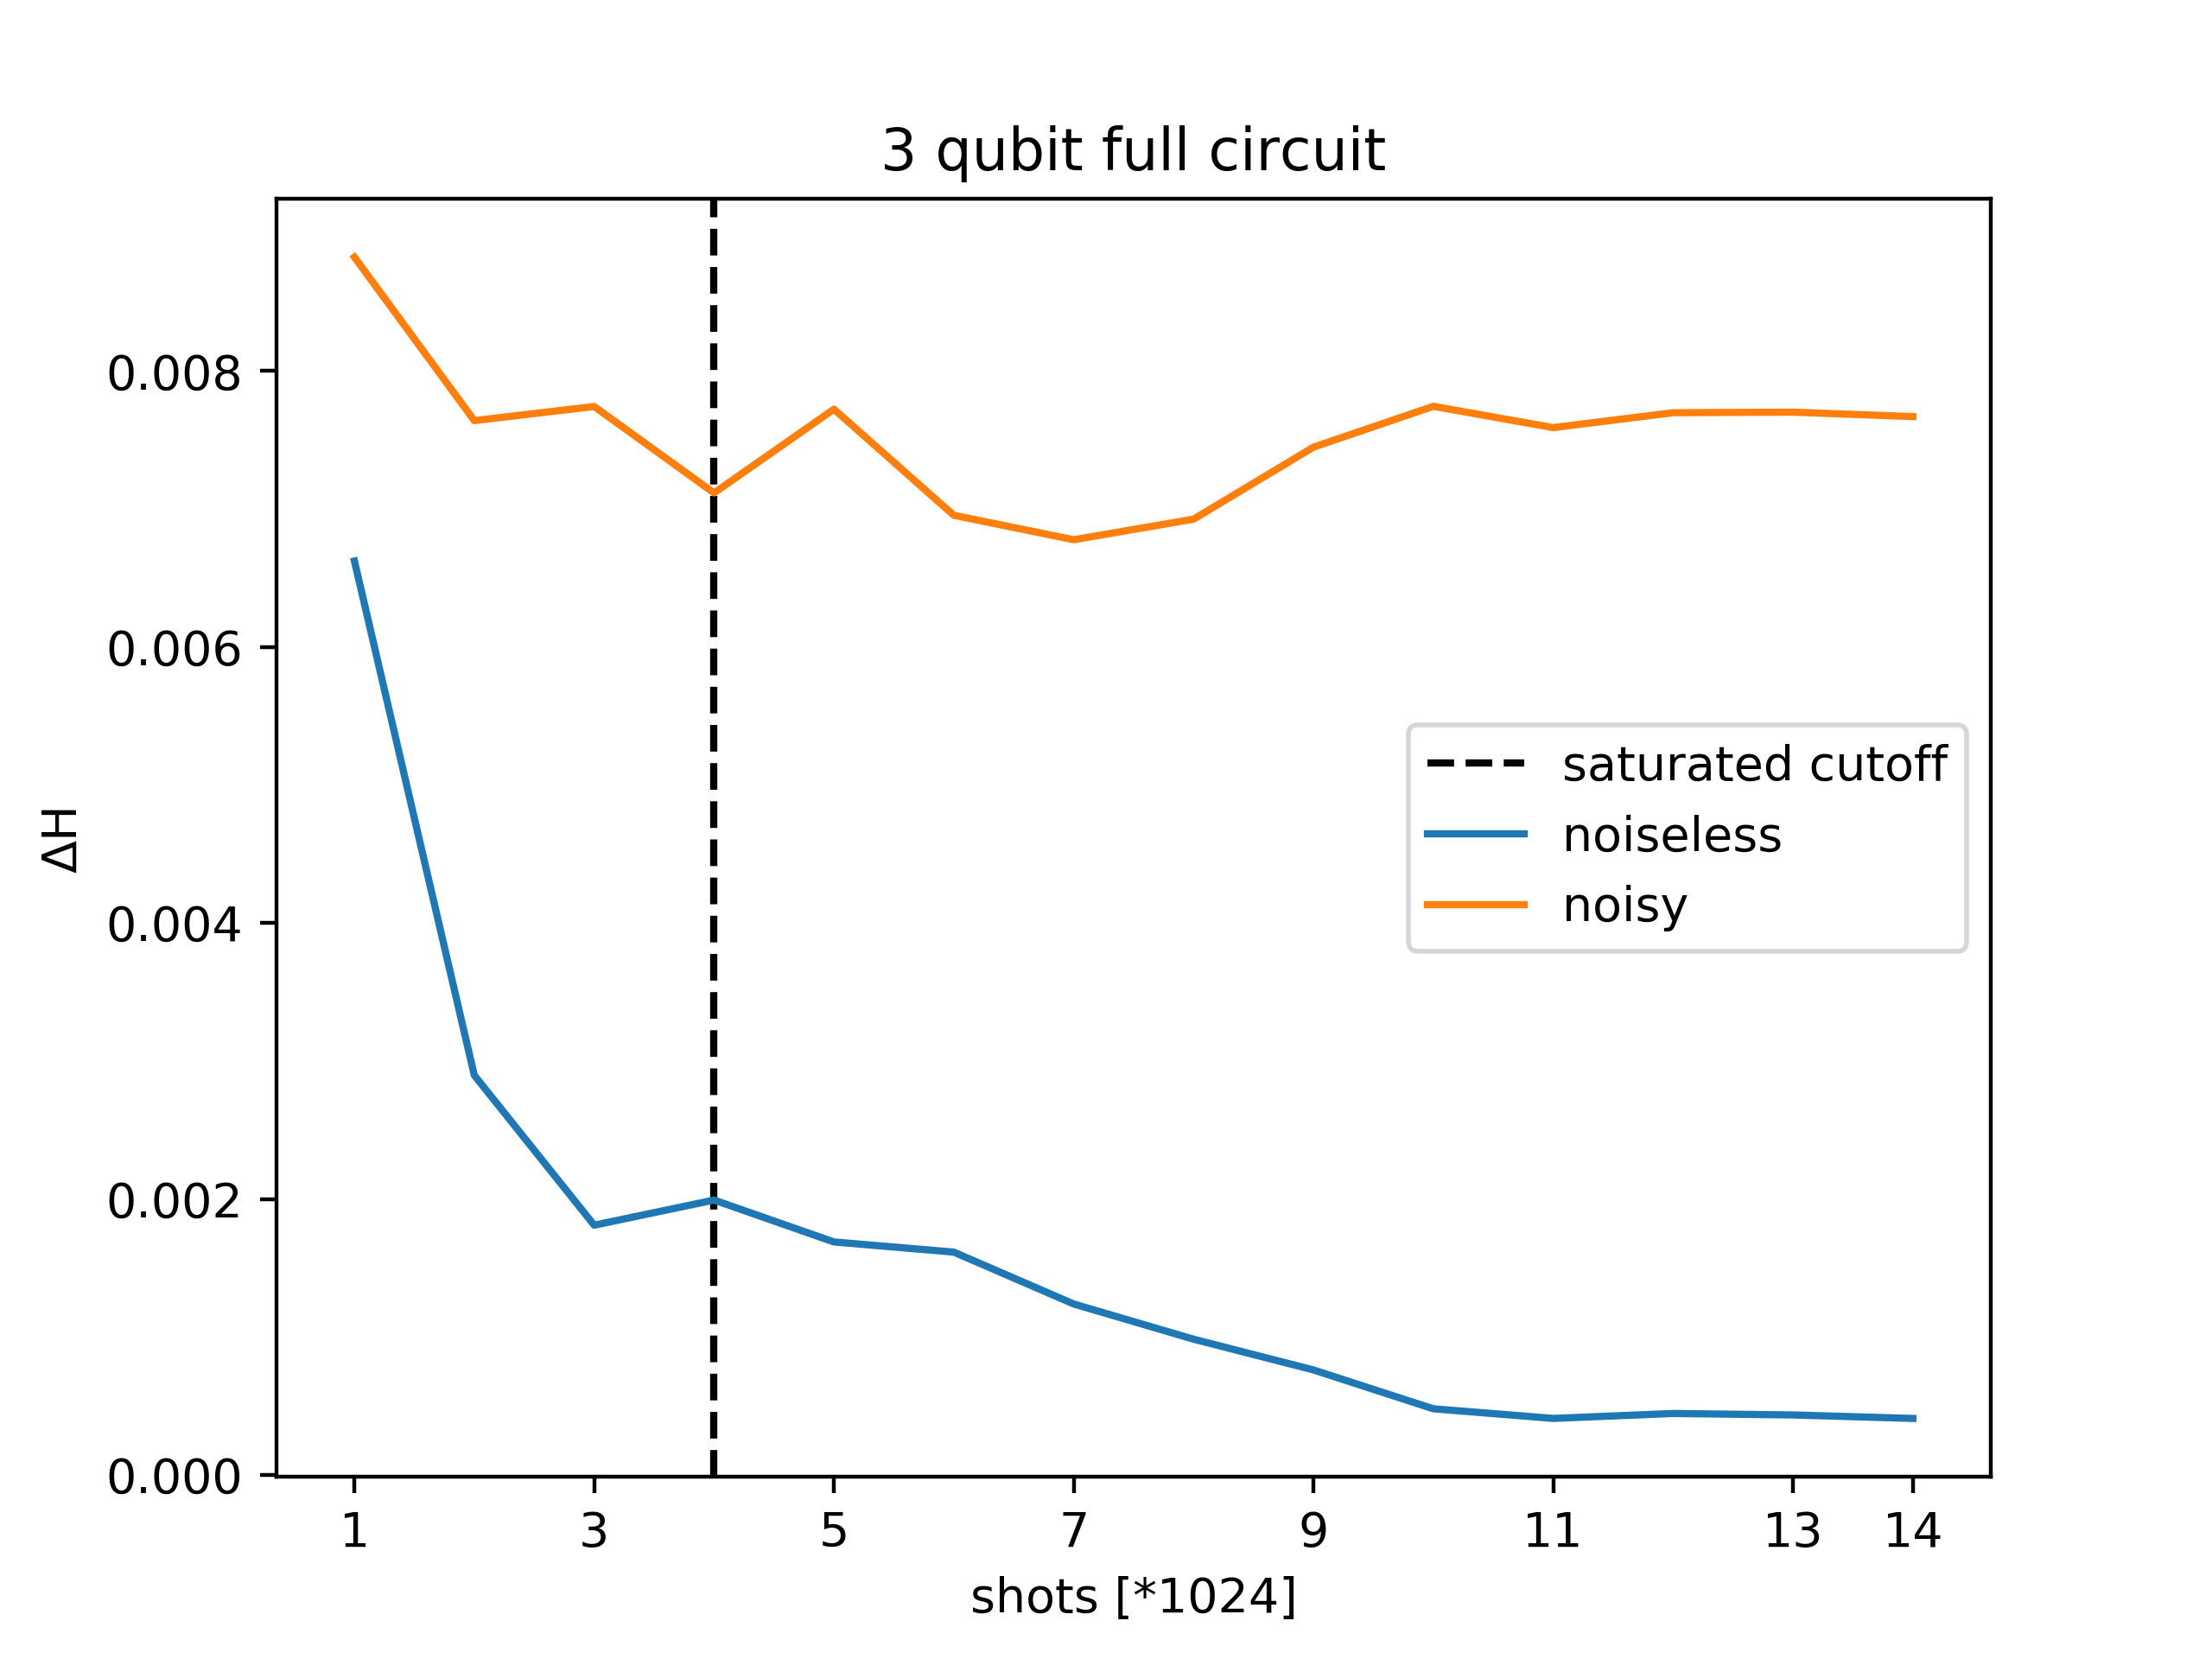 3 qubit full circuit
0.008
0.006
0.004
0.002
0.000
ΔH
saturated cutoff
noiseless
noisy
1 3 5 7 9 11 13 14
shots [*1024]